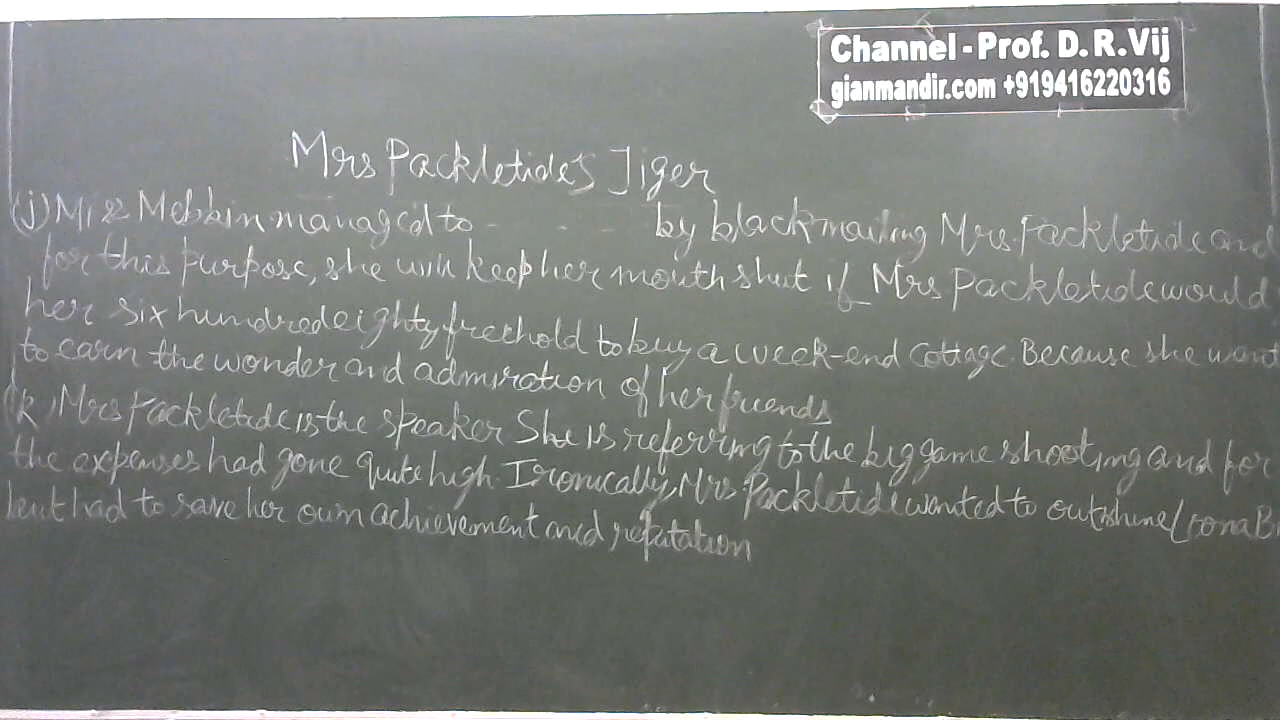 Channel - Prof. D. R. Vij
gianmandir.com +919416220316
Mrs Packletide's Tiger
(j) Miss Mebbin managed to - - - - by blackmailing Mrs. Packletide and
for this purpose, she will keep her mouth shut if Mrs Packletide would
her six hundred eighty freehold to buy a week-end cottage. Because she want
to earn the wonder and admiration of her friends
(k) Mrs Packletide is the speaker She is referring to the big game shooting and for
the expenses had gone quite high. Ironically, Mrs. Packletide wanted to outshine Loona B
but had to save her own achievement and reputation